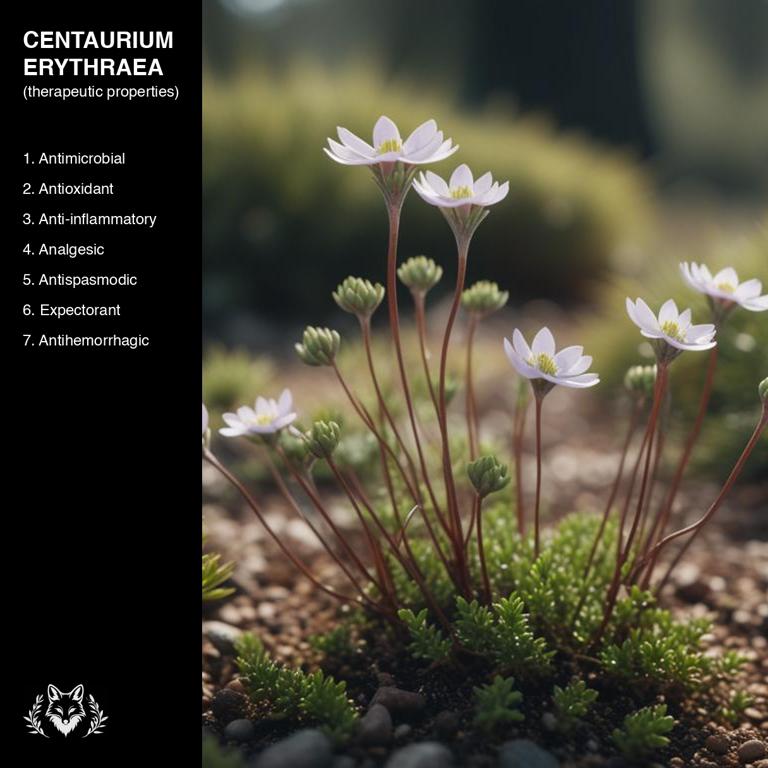 CENTAURIUM
ERYTHRAEA
(therapeutic properties)
1. Antimicrobial
2. Antioxidant
3. Anti-inflammatory
4. Analgesic
5. Antispasmodic
6. Expectorant
7. Antihemorrhagic